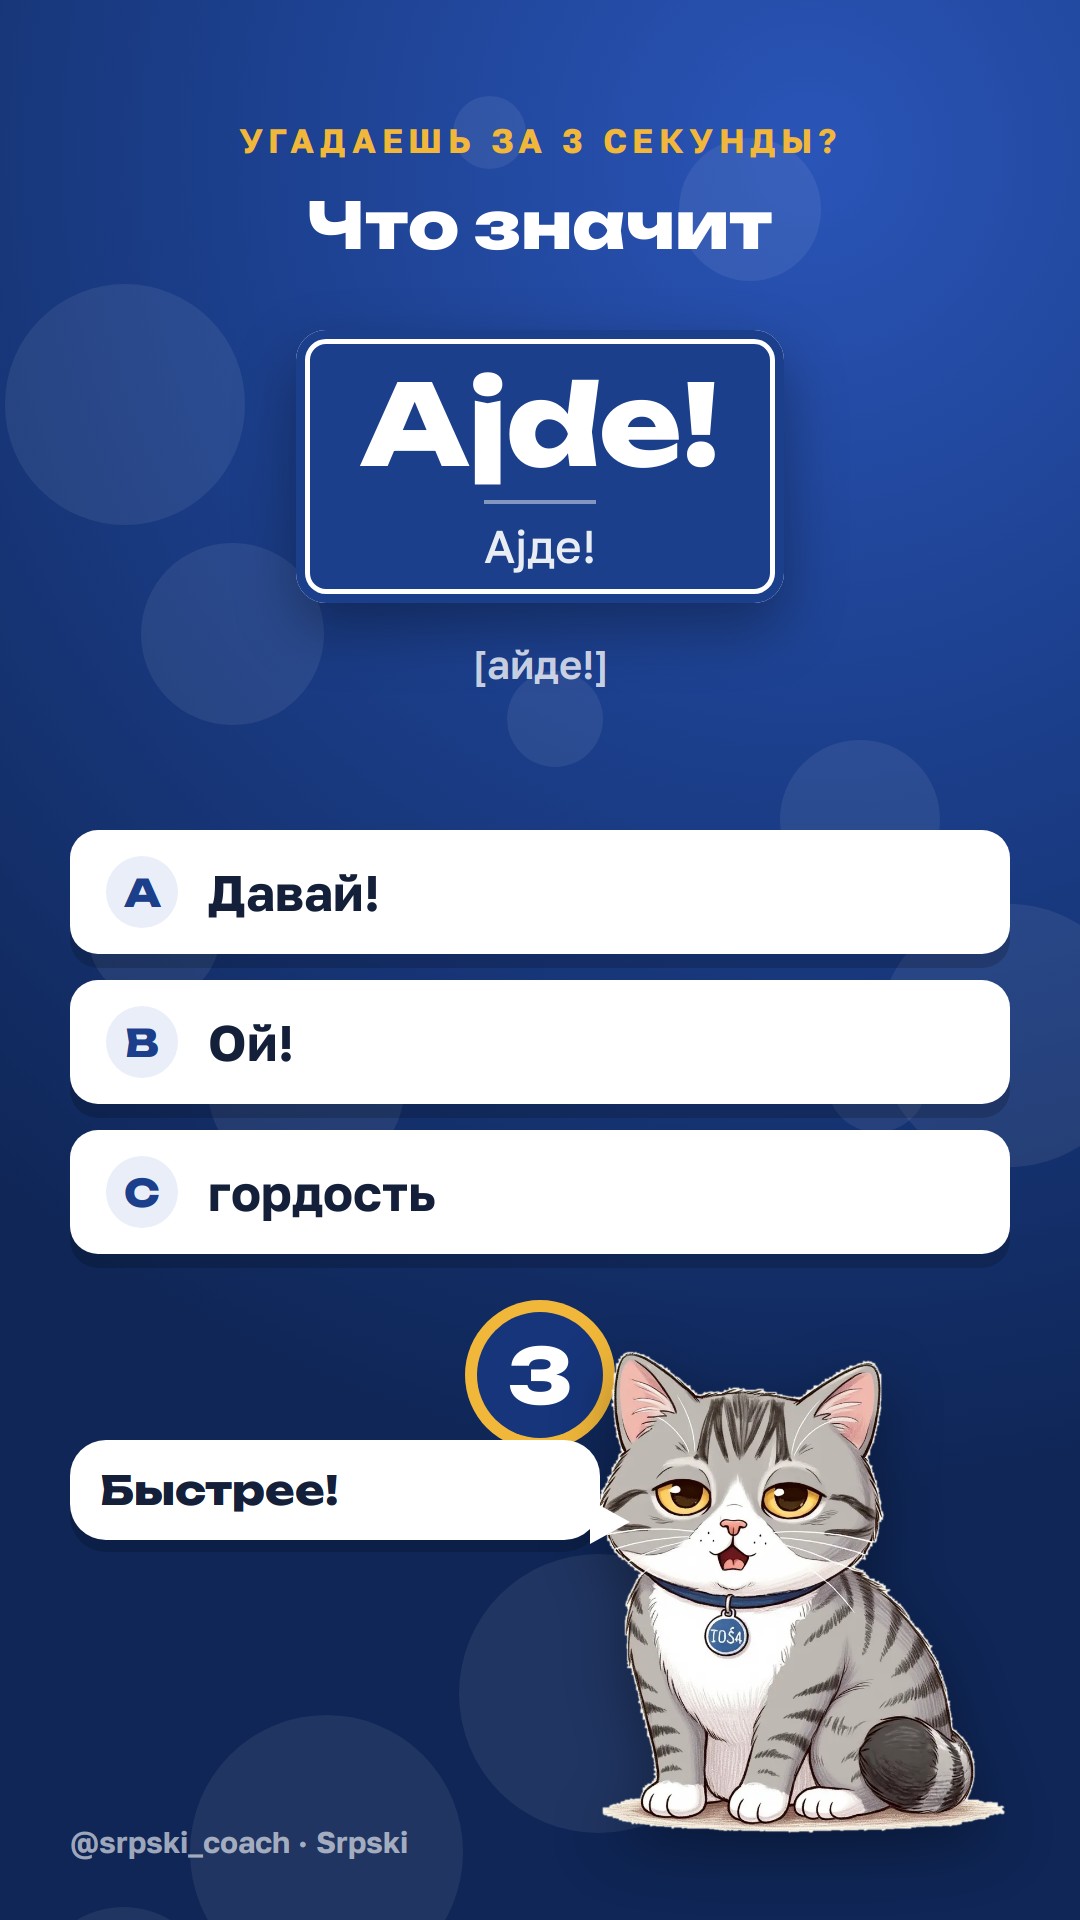 УГАДАЕШЬ ЗА 3 СЕКУНДЫ?
Что значит
Ajde!
Ајде!
[айде!]
A Давай!
B Ой!
C гордость
3
Быстрее!
TOŠA
@srpski_coach · Srpski